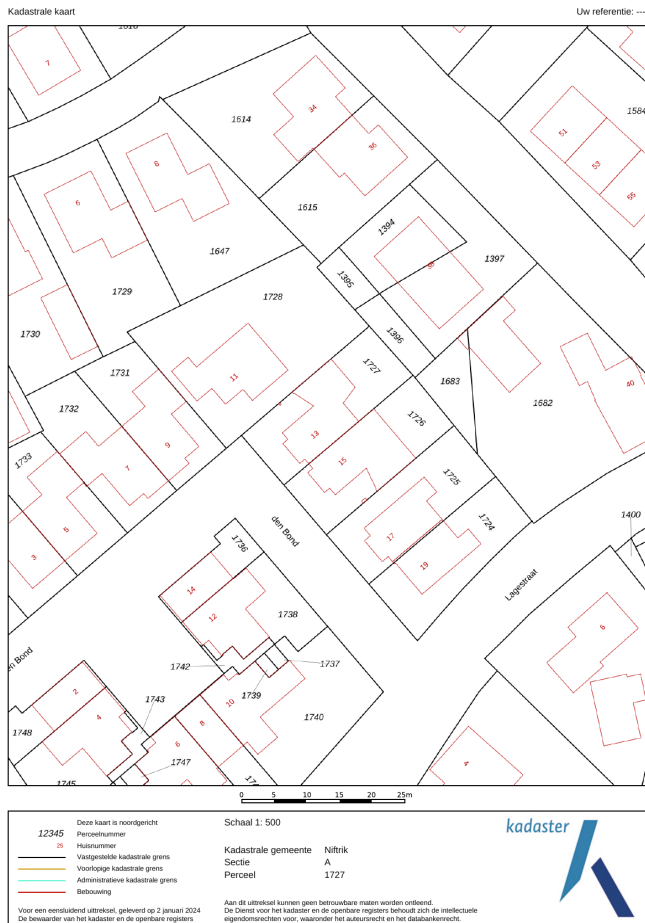 Kadastrale kaart
Uw referentie: ---
7
1614
34
36
1584
51
53
55
8
6
1615
1394
1647
1395
1397
1729
1728
1396
1730
1731
11
1727
1683
1682
40
1732
1726
9
13
1733
7
15
1725
5
3
17
1724
1400
den Bond
1736
19
14
12
1738
Lagestraat
6
1742
1737
1739
1743
10
1740
2
4
8
6
1748
1747
4
1745
0 5 10 15 20 25m
Deze kaart is noordgericht
12345 Perceelnummer
25 Huisnummer
Vastgestelde kadastrale grens
Voorlopige kadastrale grens
Administratieve kadastrale grens
Bebouwing
Voor een eensluidend uittreksel, geleverd op 2 januari 2024
De bewaarder van het kadaster en de openbare registers
Schaal 1: 500
Kadastrale gemeente Niftrik
Sectie A
Perceel 1727
Aan dit uittreksel kunnen geen betrouwbare maten worden ontleend.
De Dienst voor het kadaster en de openbare registers behoudt zich de intellectuele
eigendomsrechten voor, waaronder het auteursrecht en het databankenrecht.
kadaster